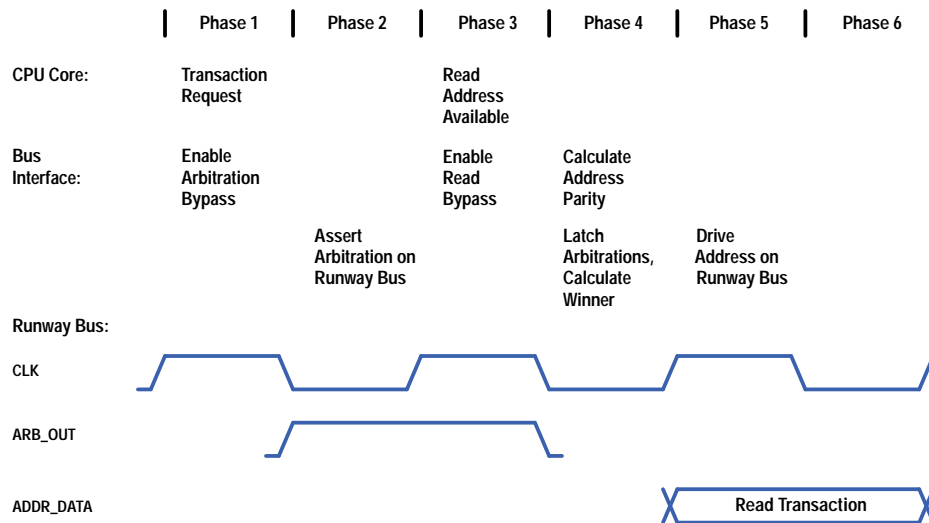 Phase 1 Phase 2 Phase 3 Phase 4 Phase 5 Phase 6
CPU Core:
Transaction
Request
Read
Address
Available
Bus
Interface:
Enable
Arbitration
Bypass
Enable
Read
Bypass
Calculate
Address
Parity
Assert
Arbitration on
Runway Bus
Latch
Arbitrations,
Calculate
Winner
Drive
Address on
Runway Bus
Runway Bus:
CLK
ARB_OUT
ADDR_DATA
Read Transaction